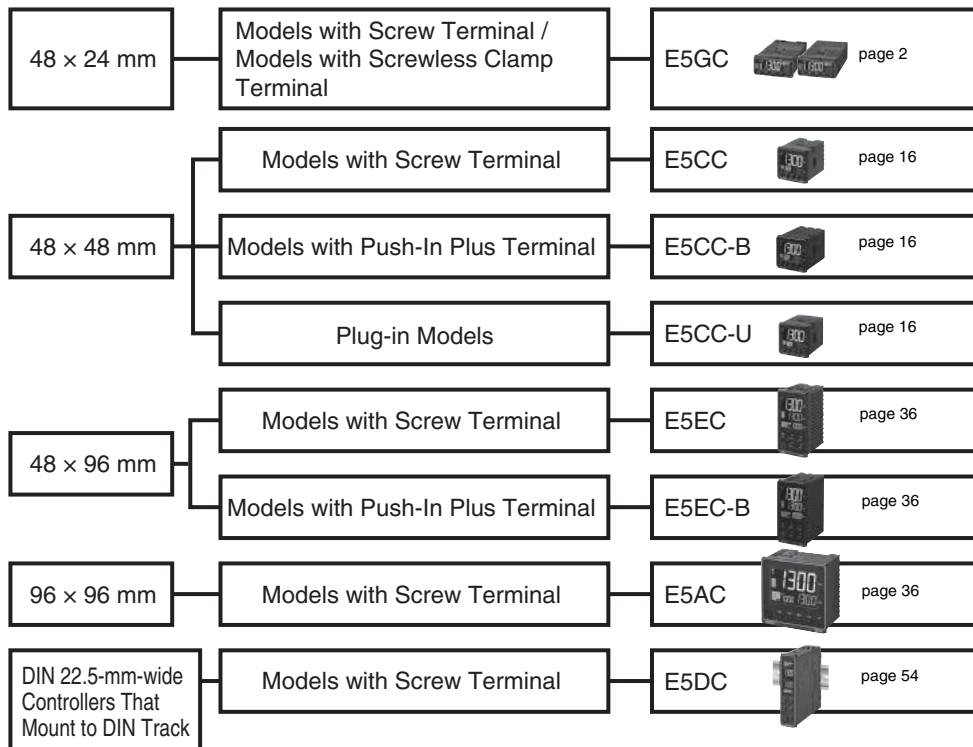 48 × 24 mm
Models with Screw Terminal /
Models with Screwless Clamp
Terminal
E5GC
page 2
48 × 48 mm
Models with Screw Terminal
E5CC
page 16
Models with Push-In Plus Terminal
E5CC-B
page 16
Plug-in Models
E5CC-U
page 16
48 × 96 mm
Models with Screw Terminal
E5EC
page 36
Models with Push-In Plus Terminal
E5EC-B
page 36
96 × 96 mm
Models with Screw Terminal
E5AC
1300
page 36
DIN 22.5-mm-wide
Controllers That
Mount to DIN Track
Models with Screw Terminal
E5DC
page 54